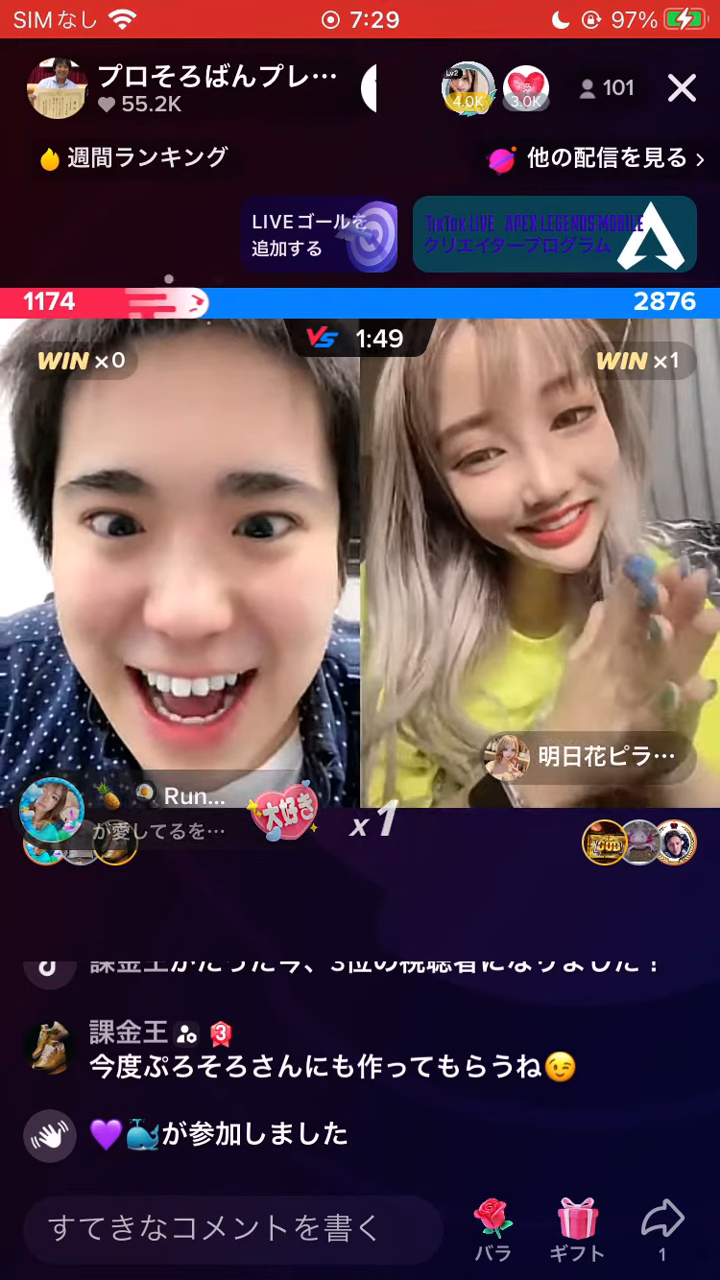 SIMなし 7:29 97%
プロそろばんプレ…
55.2K
Lv2
4.0K
3.0K
101
週間ランキング
他の配信を見る
LIVEゴールを
追加する
TikTok LIVE APEX LEGENDS MOBILE
クリエイタープログラム
1174
2876
VS 1:49
WIN ×0
WIN ×1
明日花ピラ…
Run...
が愛してるを…
大好き
x1
課金王がたった今、3位の視聴者になりました！
課金王 3
今度ぷろそろさんにも作ってもらうね
が参加しました
すてきなコメントを書く
バラ
ギフト
1